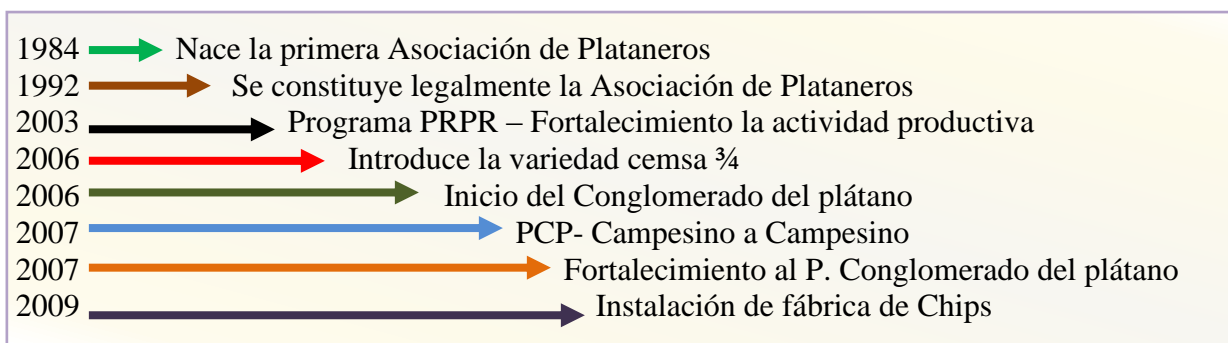 1984 Nace la primera Asociación de Plataneros
1992 Se constituye legalmente la Asociación de Plataneros
2003 Programa PRPR – Fortalecimiento la actividad productiva
2006 Introduce la variedad cemsa ¾
2006 Inicio del Conglomerado del plátano
2007 PCP- Campesino a Campesino
2007 Fortalecimiento al P. Conglomerado del plátano
2009 Instalación de fábrica de Chips